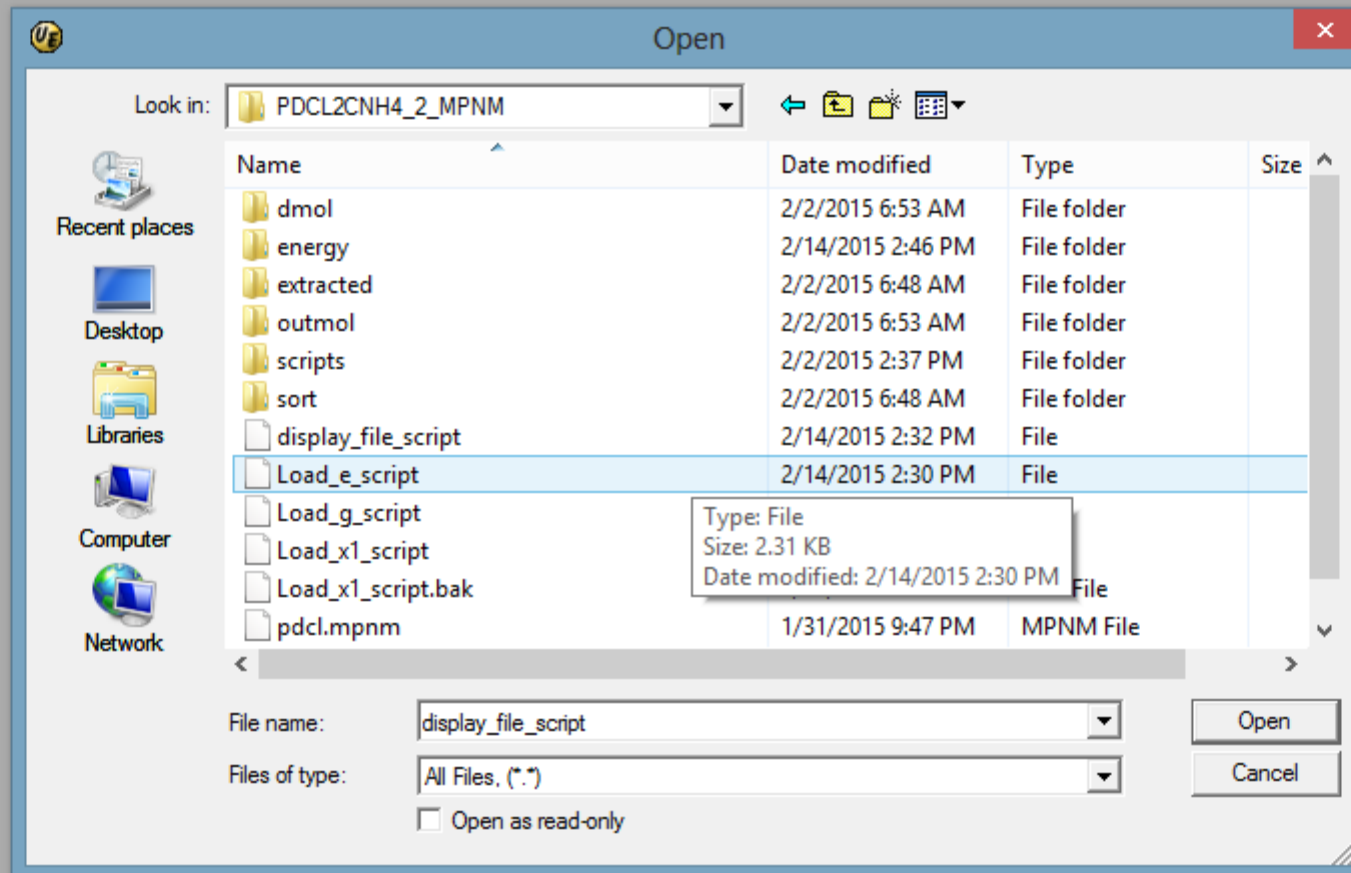 UE Open
Look in: PDCL2CNH4_2_MPNM
Name Date modified Type Size
Recent places
Desktop
Libraries
Computer
Network
dmol 2/2/2015 6:53 AM File folder
energy 2/14/2015 2:46 PM File folder
extracted 2/2/2015 6:48 AM File folder
outmol 2/2/2015 6:53 AM File folder
scripts 2/2/2015 2:37 PM File folder
sort 2/2/2015 6:48 AM File folder
display_file_script 2/14/2015 2:32 PM File
Load_e_script 2/14/2015 2:30 PM File
Load_g_script
Load_x1_script
Load_x1_script.bak File
pdcl.mpnm 1/31/2015 9:47 PM MPNM File
Type: File
Size: 2.31 KB
Date modified: 2/14/2015 2:30 PM
File name: display_file_script Open
Files of type: All Files, (*.*) Cancel
Open as read-only